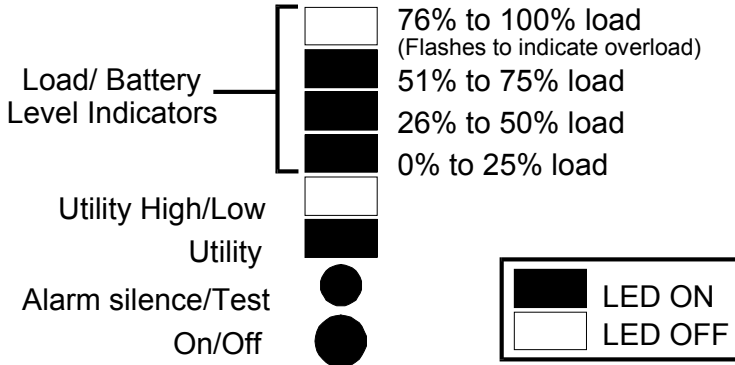 76% to 100% load
(Flashes to indicate overload)
Load/ Battery
Level Indicators
51% to 75% load
26% to 50% load
0% to 25% load
Utility High/Low
Utility
Alarm silence/Test
On/Off
LED ON
LED OFF